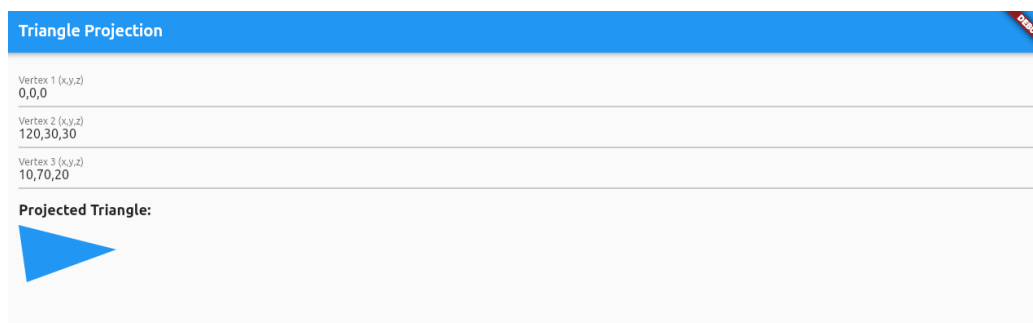 Triangle Projection
Vertex 1 (x,y,z)
0,0,0
Vertex 2 (x,y,z)
120,30,30
Vertex 3 (x,y,z)
10,70,20
Projected Triangle: